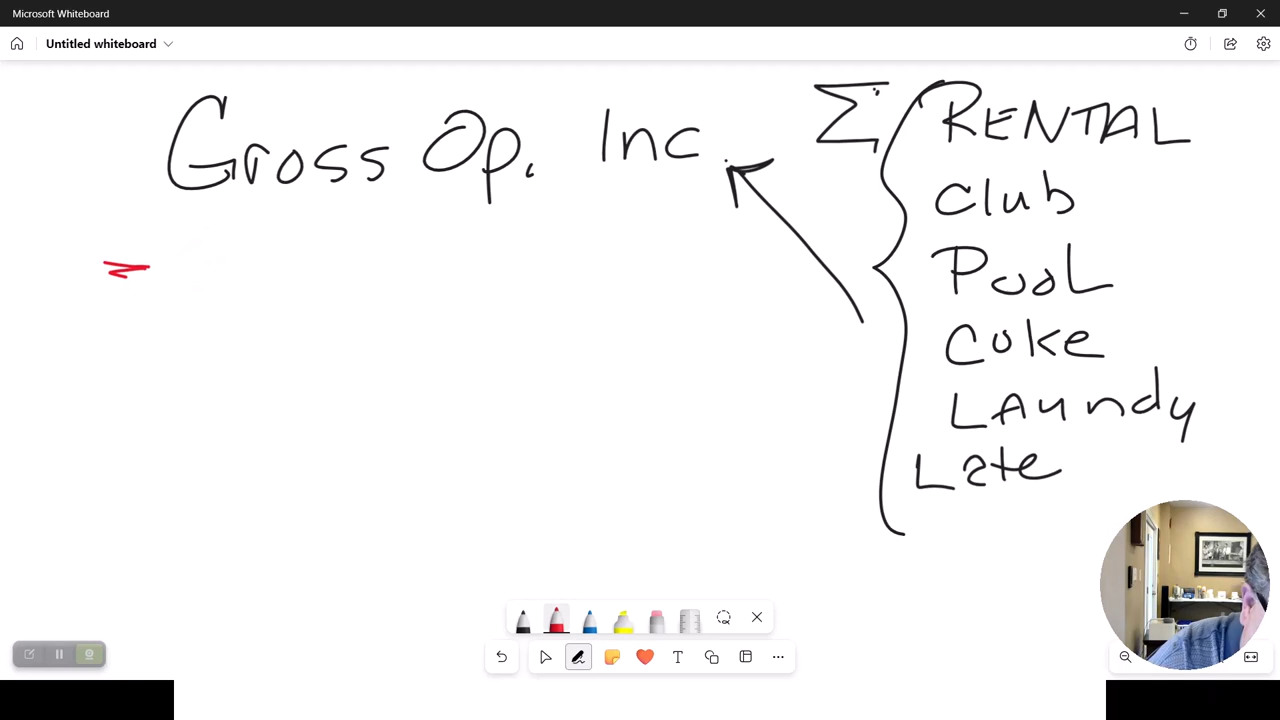 Microsoft Whiteboard
Untitled whiteboard
Gross Op. Inc
Σ { RENTAL
Club
Pool
Coke
Laundy
Late
=